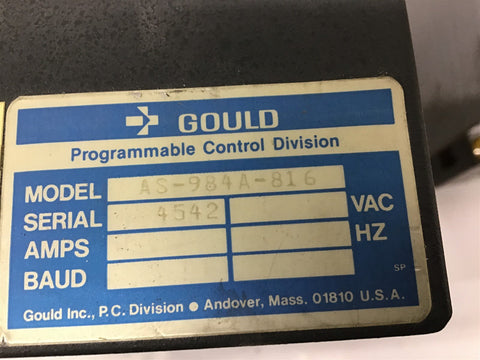 GOULD
Programmable Control Division
MODEL AS-984A-816
SERIAL 4542 VAC
AMPS HZ
BAUD
SP
Gould Inc., P.C. Division ● Andover, Mass. 01810 U.S.A.